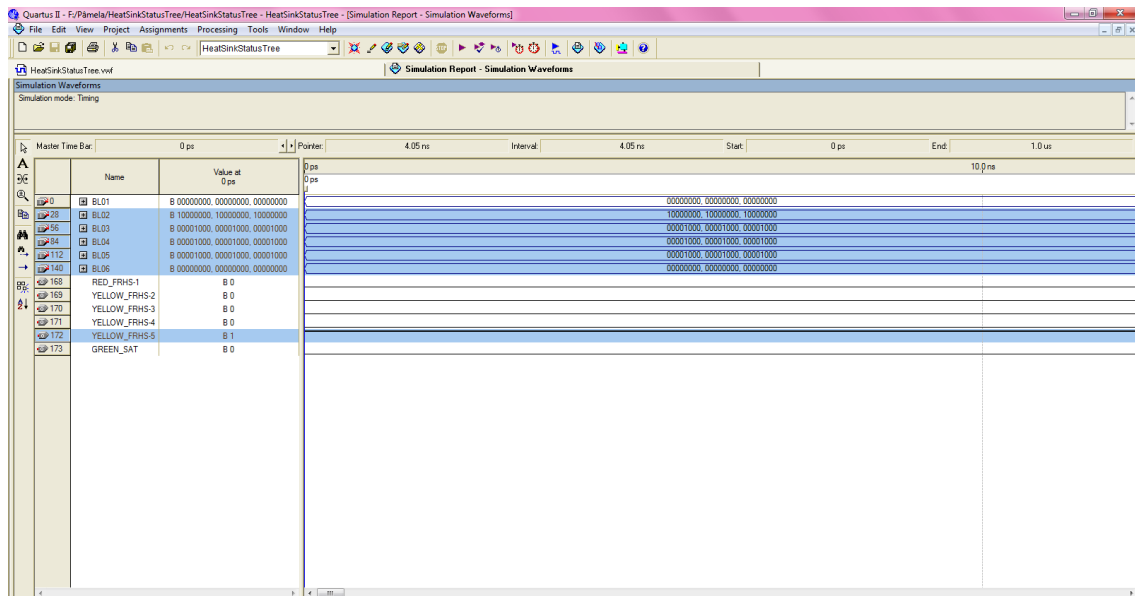 Quartus II - F:/Pâmela/HeatSinkStatusTree/HeatSinkStatusTree - HeatSinkStatusTree - [Simulation Report - Simulation Waveforms]
File Edit View Project Assignments Processing Tools Window Help
HeatSinkStatusTree
HeatSinkStatusTree.vwf Simulation Report - Simulation Waveforms
Simulation Waveforms
Simulation mode: Timing
Master Time Bar: 0 ps Pointer: 4.05 ns Interval: 4.05 ns Start: 0 ps End: 1.0 us
Name Value at 0 ps 0 ps 10.0 ns
0 ps
0 BL01 B 00000000, 00000000, 00000000 00000000, 00000000, 00000000
28 BL02 B 10000000, 10000000, 10000000 10000000, 10000000, 10000000
56 BL03 B 00001000, 00001000, 00001000 00001000, 00001000, 00001000
84 BL04 B 00001000, 00001000, 00001000 00001000, 00001000, 00001000
112 BL05 B 00001000, 00001000, 00001000 00001000, 00001000, 00001000
140 BL06 B 00000000, 00000000, 00000000 00000000, 00000000, 00000000
168 RED_FRHS-1 B 0
169 YELLOW_FRHS-2 B 0
170 YELLOW_FRHS-3 B 0
171 YELLOW_FRHS-4 B 0
172 YELLOW_FRHS-5 B 1
173 GREEN_SAT B 0